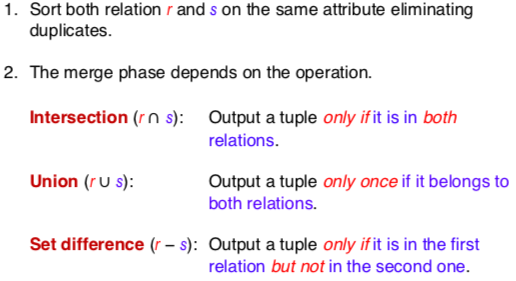 1. Sort both relation r and s on the same attribute eliminating
duplicates.
2. The merge phase depends on the operation.
Intersection (r ∩ s): Output a tuple only if it is in both
relations.
Union (r ∪ s): Output a tuple only once if it belongs to
both relations.
Set difference (r – s): Output a tuple only if it is in the first
relation but not in the second one.